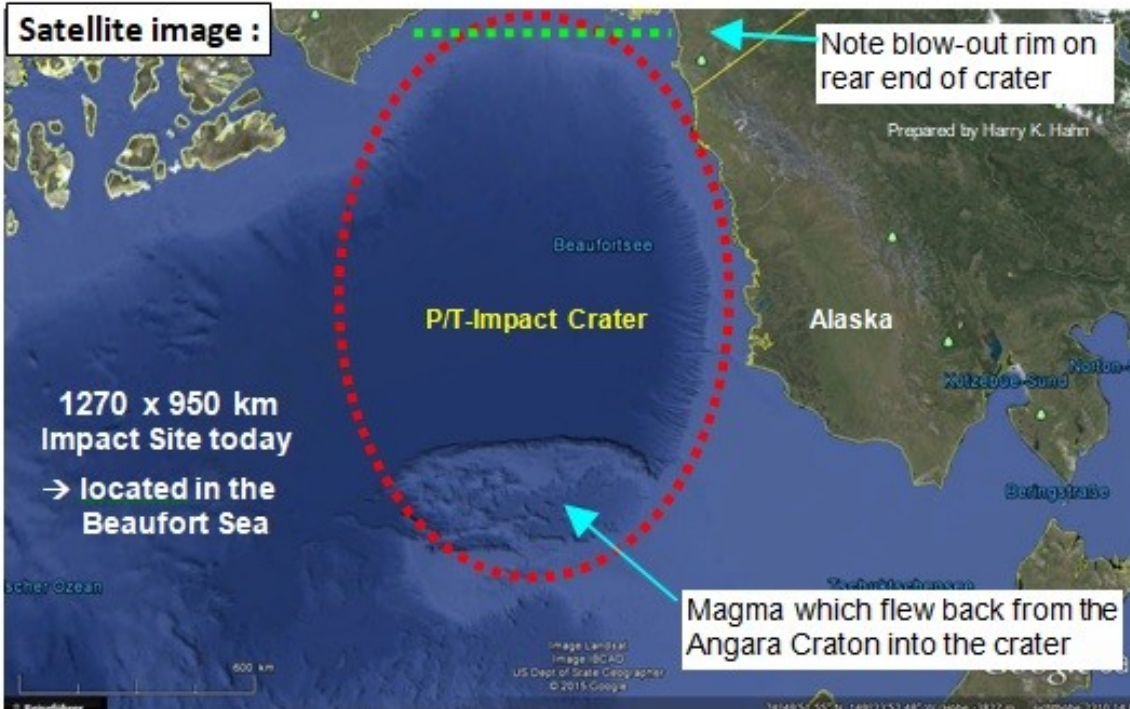 Satellite image :
Note blow-out rim on
rear end of crater
Prepared by Harry K. Hahn
Beaufortsee
P/T-Impact Crater
Alaska
Kotzebue-Sund
Norton-
1270 x 950 km
Impact Site today
→ located in the
Beaufort Sea
Beringstraße
scher Ozean
Tschuktschensee
Magma which flew back from the
Angara Craton into the crater
Image Landsat
Image IBCAO
US Dept of State Geographer
© 2015 Google
600 km